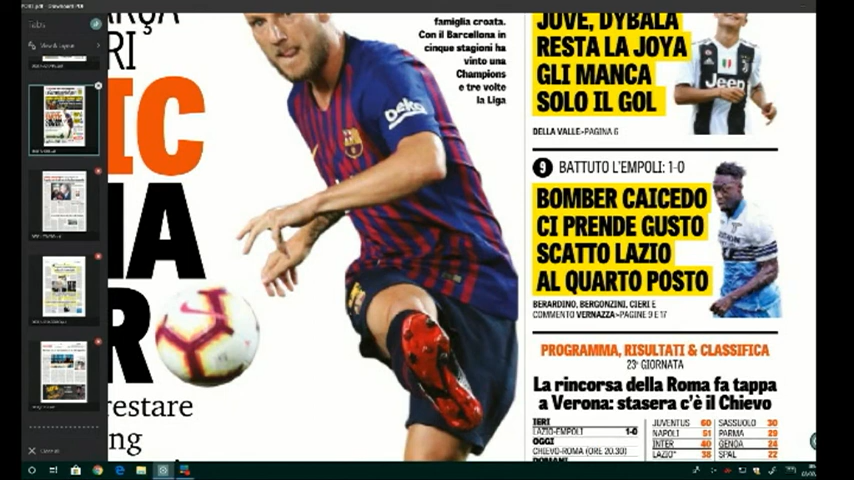 Tabs
famiglia croata.
Con il Barcellona in
cinque stagioni ha
vinto una
Champions
e tre volte
la Liga
RI
IC
A
R
restare
ng
beko
JUVE, DYBALA
RESTA LA JOYA
GLI MANCA
SOLO IL GOL
Jeep
DELLA VALLE>PAGINA 6
9 BATTUTO L'EMPOLI: 1-0
BOMBER CAICEDO
CI PRENDE GUSTO
SCATTO LAZIO
AL QUARTO POSTO
BERARDINO, BERGONZINI, CIERI E
COMMENTO VERNAZZA>PAGINE 9 E 17
PROGRAMMA, RISULTATI & CLASSIFICA
23ª GIORNATA
La rincorsa della Roma fa tappa
a Verona: stasera c'è il Chievo
IERI
LAZIO-EMPOLI 1-0
OGGI
CHIEVO-ROMA (ORE 20.30)
DOMANI
JUVENTUS 60
NAPOLI 51
INTER 40
LAZIO* 38
SASSUOLO 30
PARMA 29
GENOA 24
SPAL 22